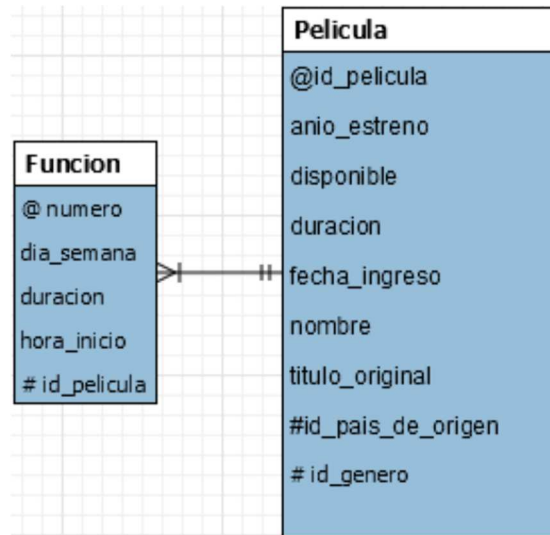 Funcion
@ numero
dia_semana
duracion
hora_inicio
# id_pelicula
Pelicula
@id_pelicula
anio_estreno
disponible
duracion
fecha_ingreso
nombre
titulo_original
#id_pais_de_origen
# id_genero